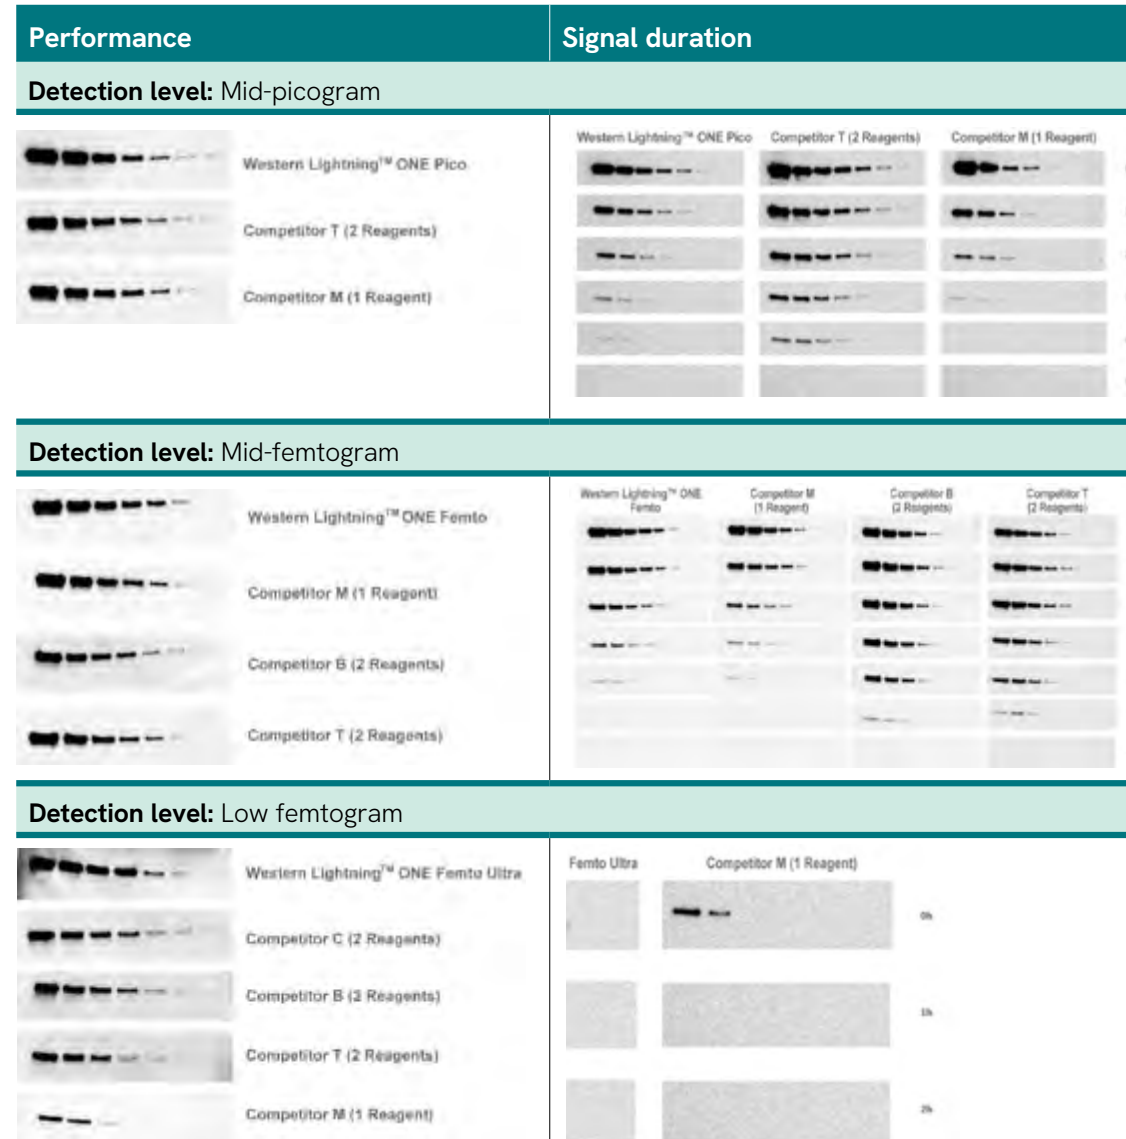 Performance
Signal duration
Detection level: Mid-picogram
Western Lightning™ ONE Pico
Competitor T (2 Reagents)
Competitor M (1 Reagent)
Western Lightning™ ONE Pico
Competitor T (2 Reagents)
Competitor M (1 Reagent)
Detection level: Mid-femtogram
Western Lightning™ ONE Femto
Competitor M (1 Reagent)
Competitor B (2 Reagents)
Competitor T (2 Reagents)
Western Lightning™ ONE
Femto
Competitor M
(1 Reagent)
Competitor B
(2 Reagents)
Competitor T
(2 Reagents)
Detection level: Low femtogram
Western Lightning™ ONE Femto Ultra
Competitor C (2 Reagents)
Competitor B (2 Reagents)
Competitor T (2 Reagents)
Competitor M (1 Reagent)
Femto Ultra
Competitor M (1 Reagent)
0h
1h
2h